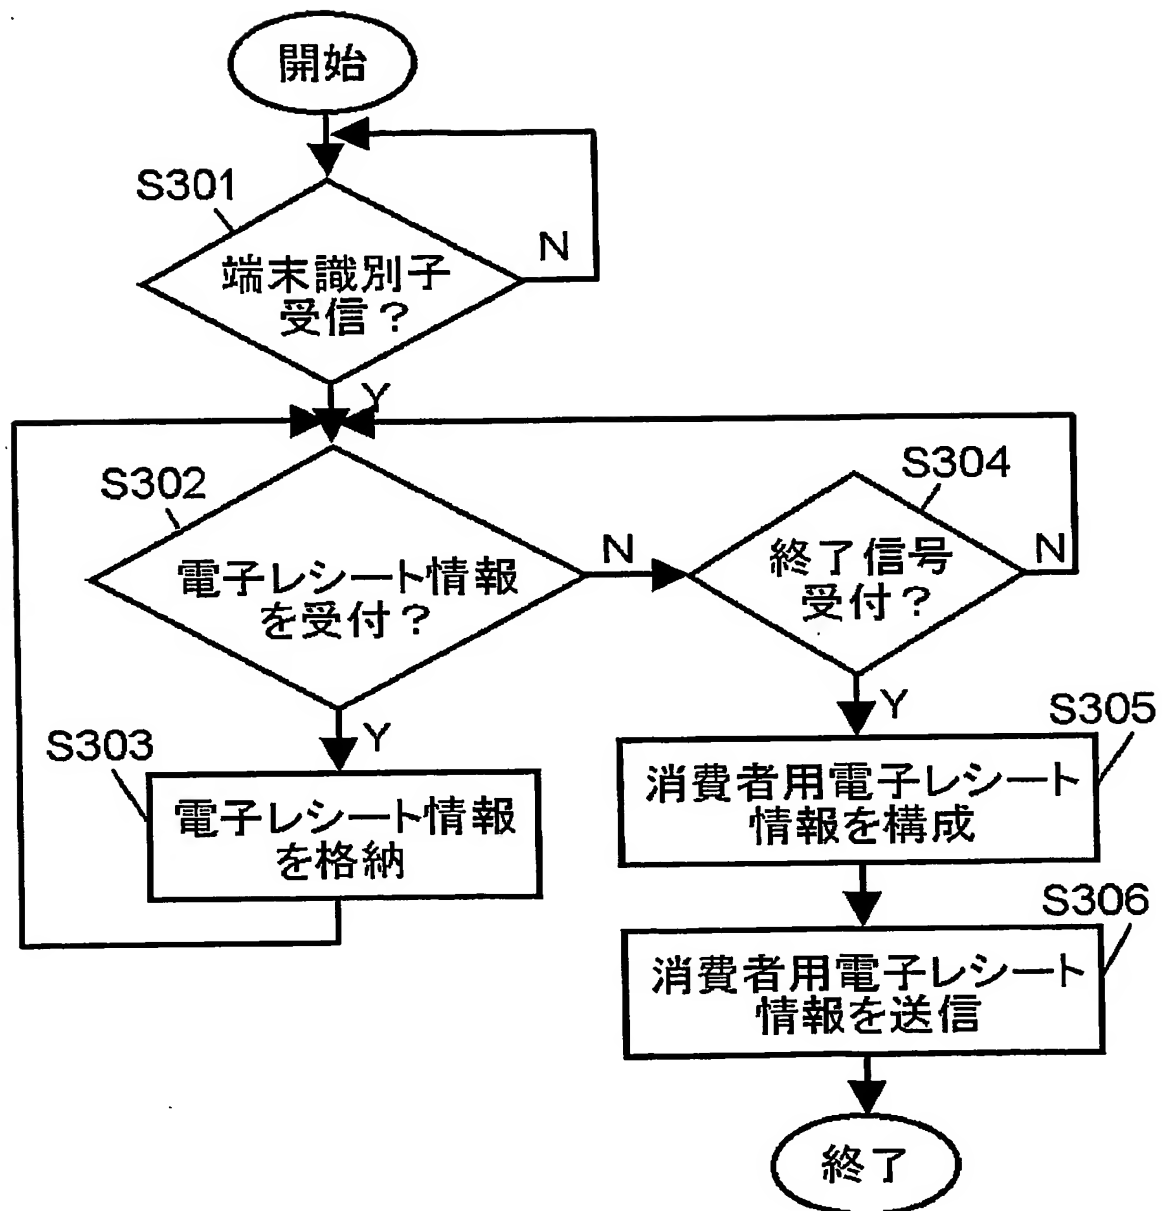 開始
S301
N
端末識別子
受信？
Y
S302
電子レシート情報
を受付？
N
S304
終了信号
受付？
N
Y
S303
電子レシート情報
を格納
Y
S305
消費者用電子レシート
情報を構成
S306
消費者用電子レシート
情報を送信
終了